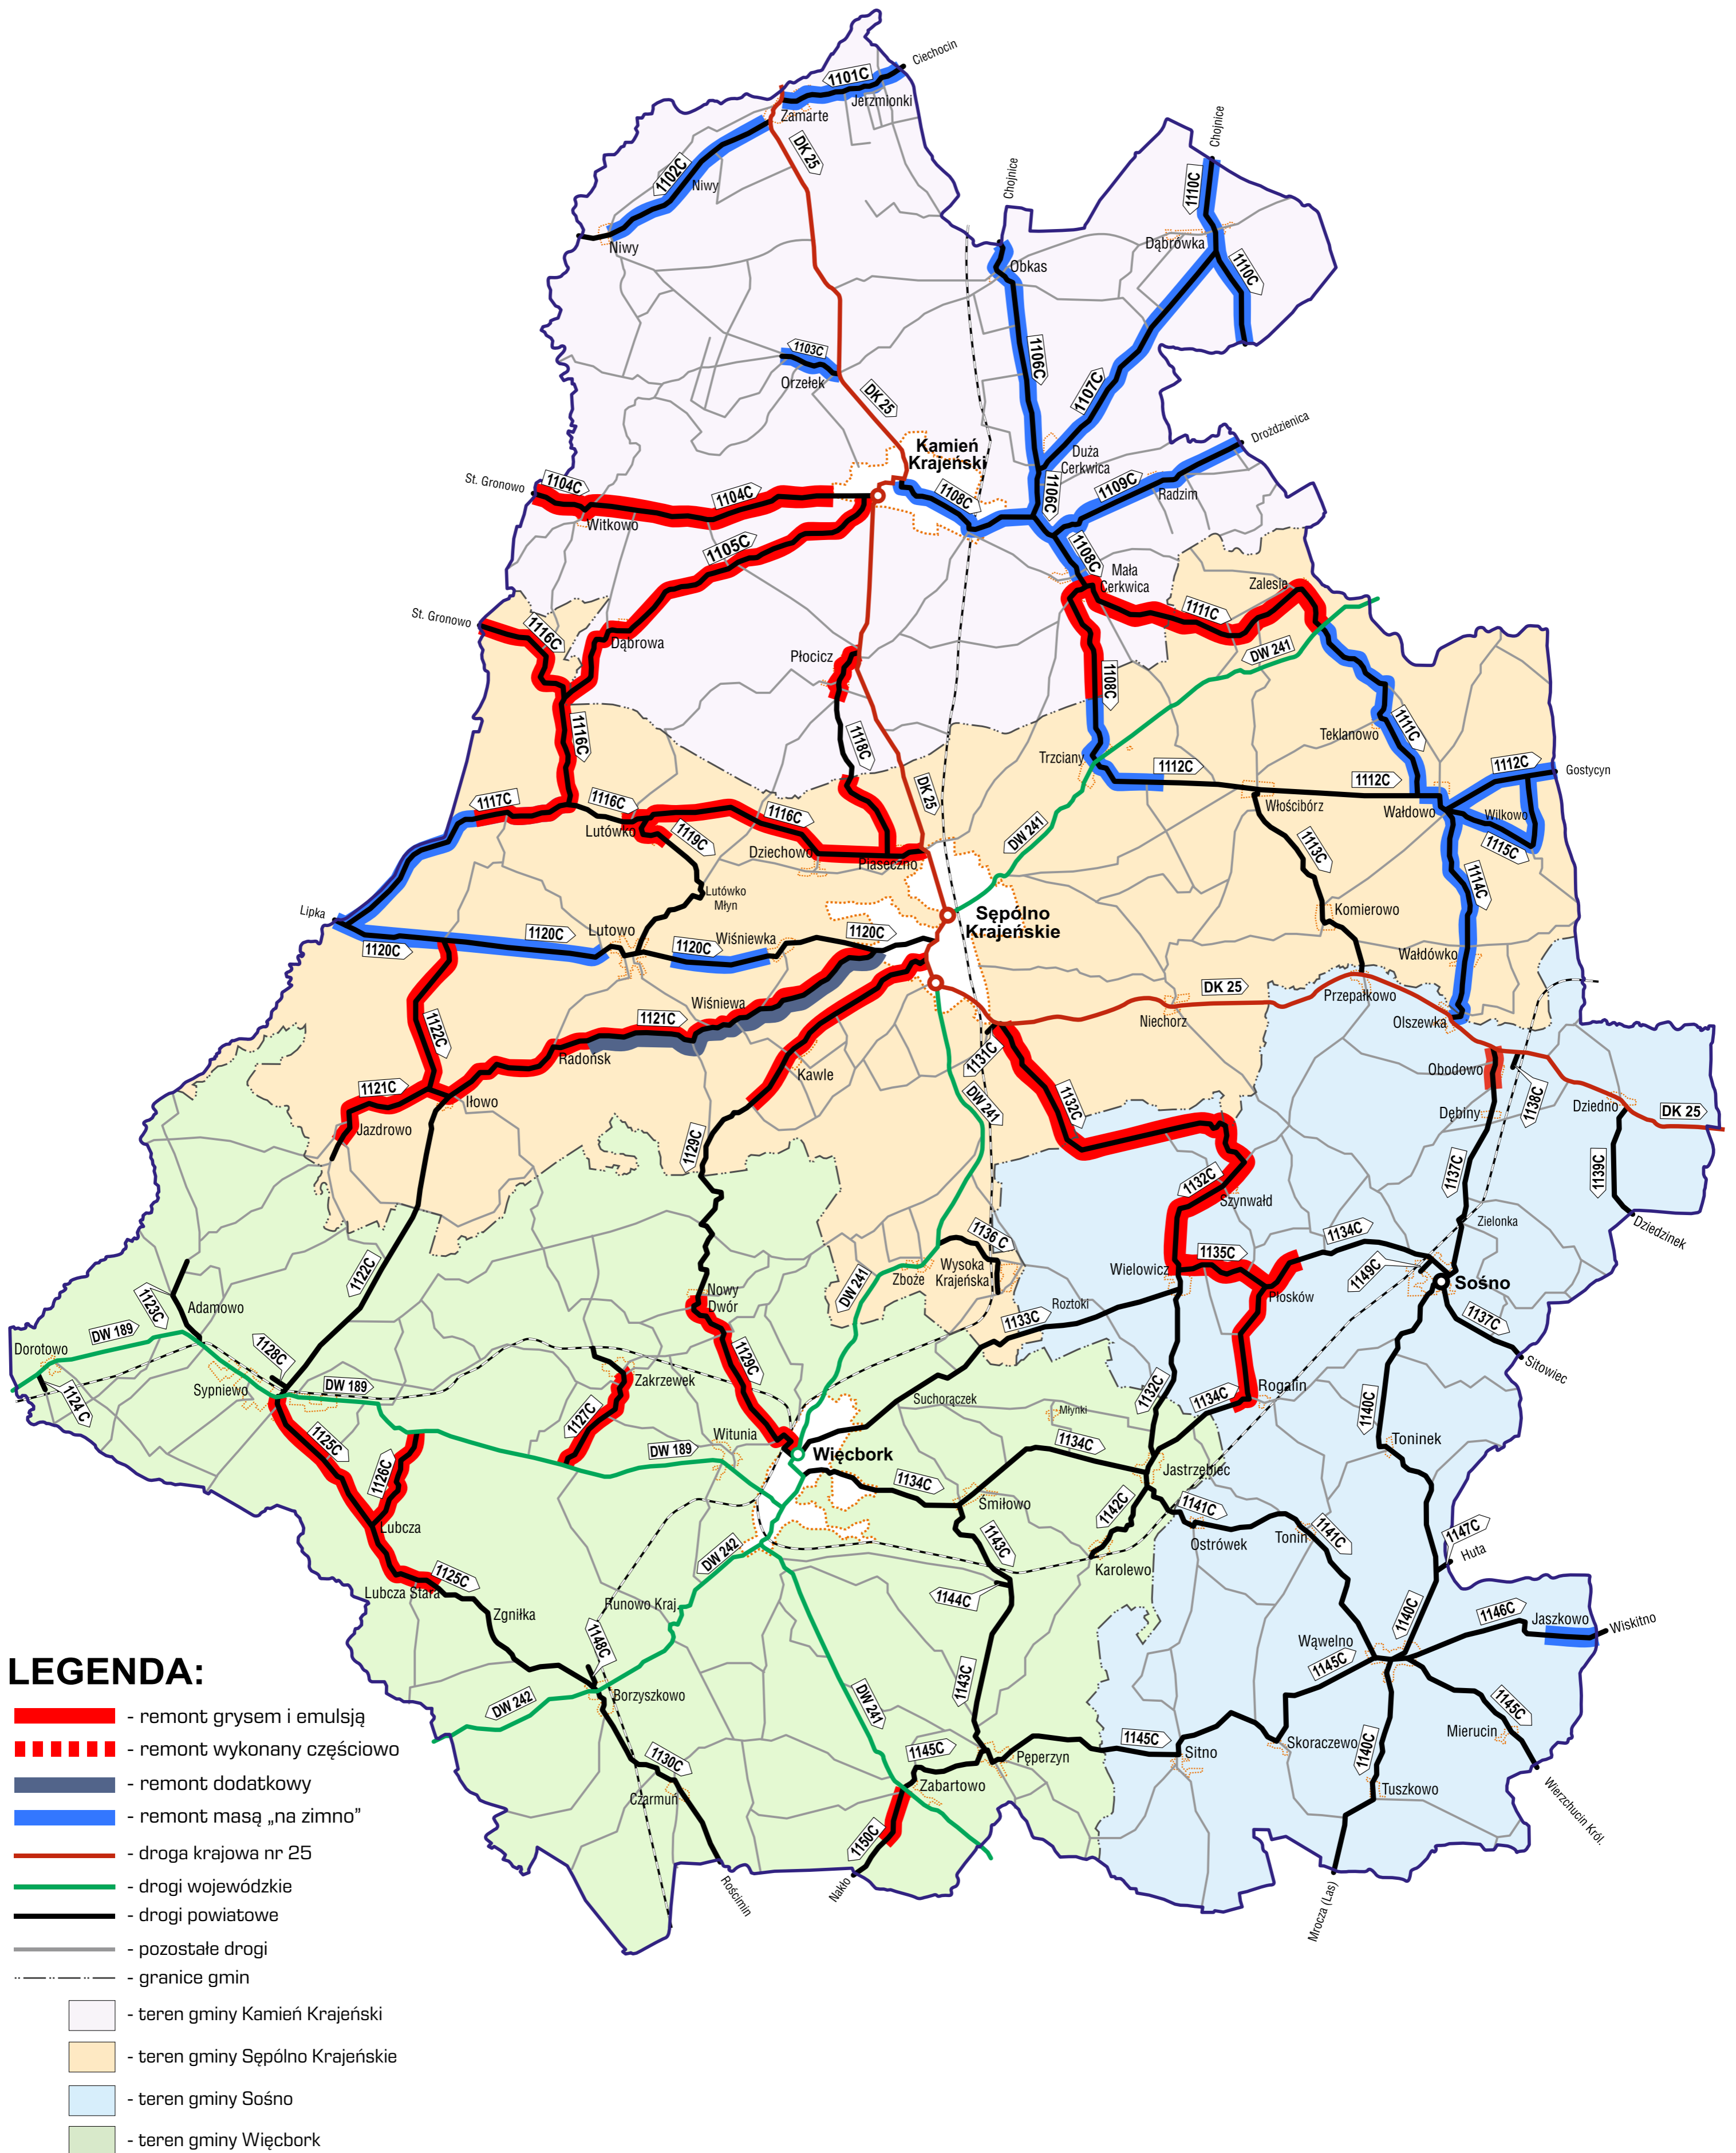 Ciechocin
1101C
Jerzmionki
Zamarte
Chojnice
DK 25
1102C
Niwy
Chojnice
1110C
Niwy
Dąbrówka
Obkas
1110C
1103C
Orzełek
1106C
1107C
DK 25
Drożdzienica
Kamień
Krajeński
Duża
Cerkwica
St. Gronowo
1104C
1104C
1108C
1106C
1109C
Radzim
Witkowo
1105C
1108C
Mała
Cerkwica
Zalesie
St. Gronowo
1116C
Dąbrowa
1111C
DW 241
Płocicz
1108C
1116C
1118C
Teklanowo
1111C
Trzciany
1112C
1112C
1112C
Gostycyn
DK 25
1117C
1116C
1116C
Włościbórz
Wałdowo
Wilkowo
Lutówko
1119C
Dziechowo
Piaseczno
DW 241
1113C
1115C
1114C
Lutówko
Młyn
Lipka
Sępólno
Krajeńskie
Komierowo
1120C
1120C
Lutowo
1120C
Wiśniewka
1120C
Wałdówko
Wiśniewa
DK 25
Przepałkowo
Niechorz
Olszewka
1122C
1121C
Radońsk
1131C
Kawle
Obodowo
1121C
Iłowo
DW 241
1132C
1138C
Dziedno
DK 25
Dębiny
Jazdrowo
1129C
1137C
1139C
1132C
Szynwałd
Zielonka
Dziedzinek
1136 C
1134C
1122C
Zboże
Wysoka
Krajeńska
Wielowicz
1135C
1149C
Sośno
1123C
Adamowo
Nowy
Dwór
DW 241
Roztoki
1133C
Płosków
1137C
DW 189
Dorotowo
1128C
Sitowiec
1124 C
Sypniewo
DW 189
Zakrzewek
1129C
Rogalin
Suchorączek
Młynki
1132C
1134C
1140C
1125C
1127C
1126C
DW 189
Witunia
Więcbork
1134C
Toninek
1134C
Jastrzębiec
Śmiłowo
1142C
1141C
Lubcza
1143C
Ostrówek
Tonin
1141C
1147C
Huta
DW 242
Karolewo
1125C
Lubcza Stara
1144C
Runowo Kraj.
Zgniłka
1140C
1146C
Jaszkowo
Wiskitno
1148C
Wąwelno
1145C
1143C
DW 242
Borzyszkowo
DW 241
1145C
Mierucin
1130C
1145C
Pęperzyn
1145C
Sitno
Skoraczewo
1140C
Czarmuń
Zabartowo
Tuszkowo
Wierzchucin Król.
1150C
Rościmin
Nakło
Mrocza (Las)
LEGENDA:
- remont grysem i emulsją
- remont wykonany częściowo
- remont dodatkowy
- remont masą „na zimno”
- droga krajowa nr 25
- drogi wojewódzkie
- drogi powiatowe
- pozostałe drogi
- granice gmin
- teren gminy Kamień Krajeński
- teren gminy Sępólno Krajeńskie
- teren gminy Sośno
- teren gminy Więcbork